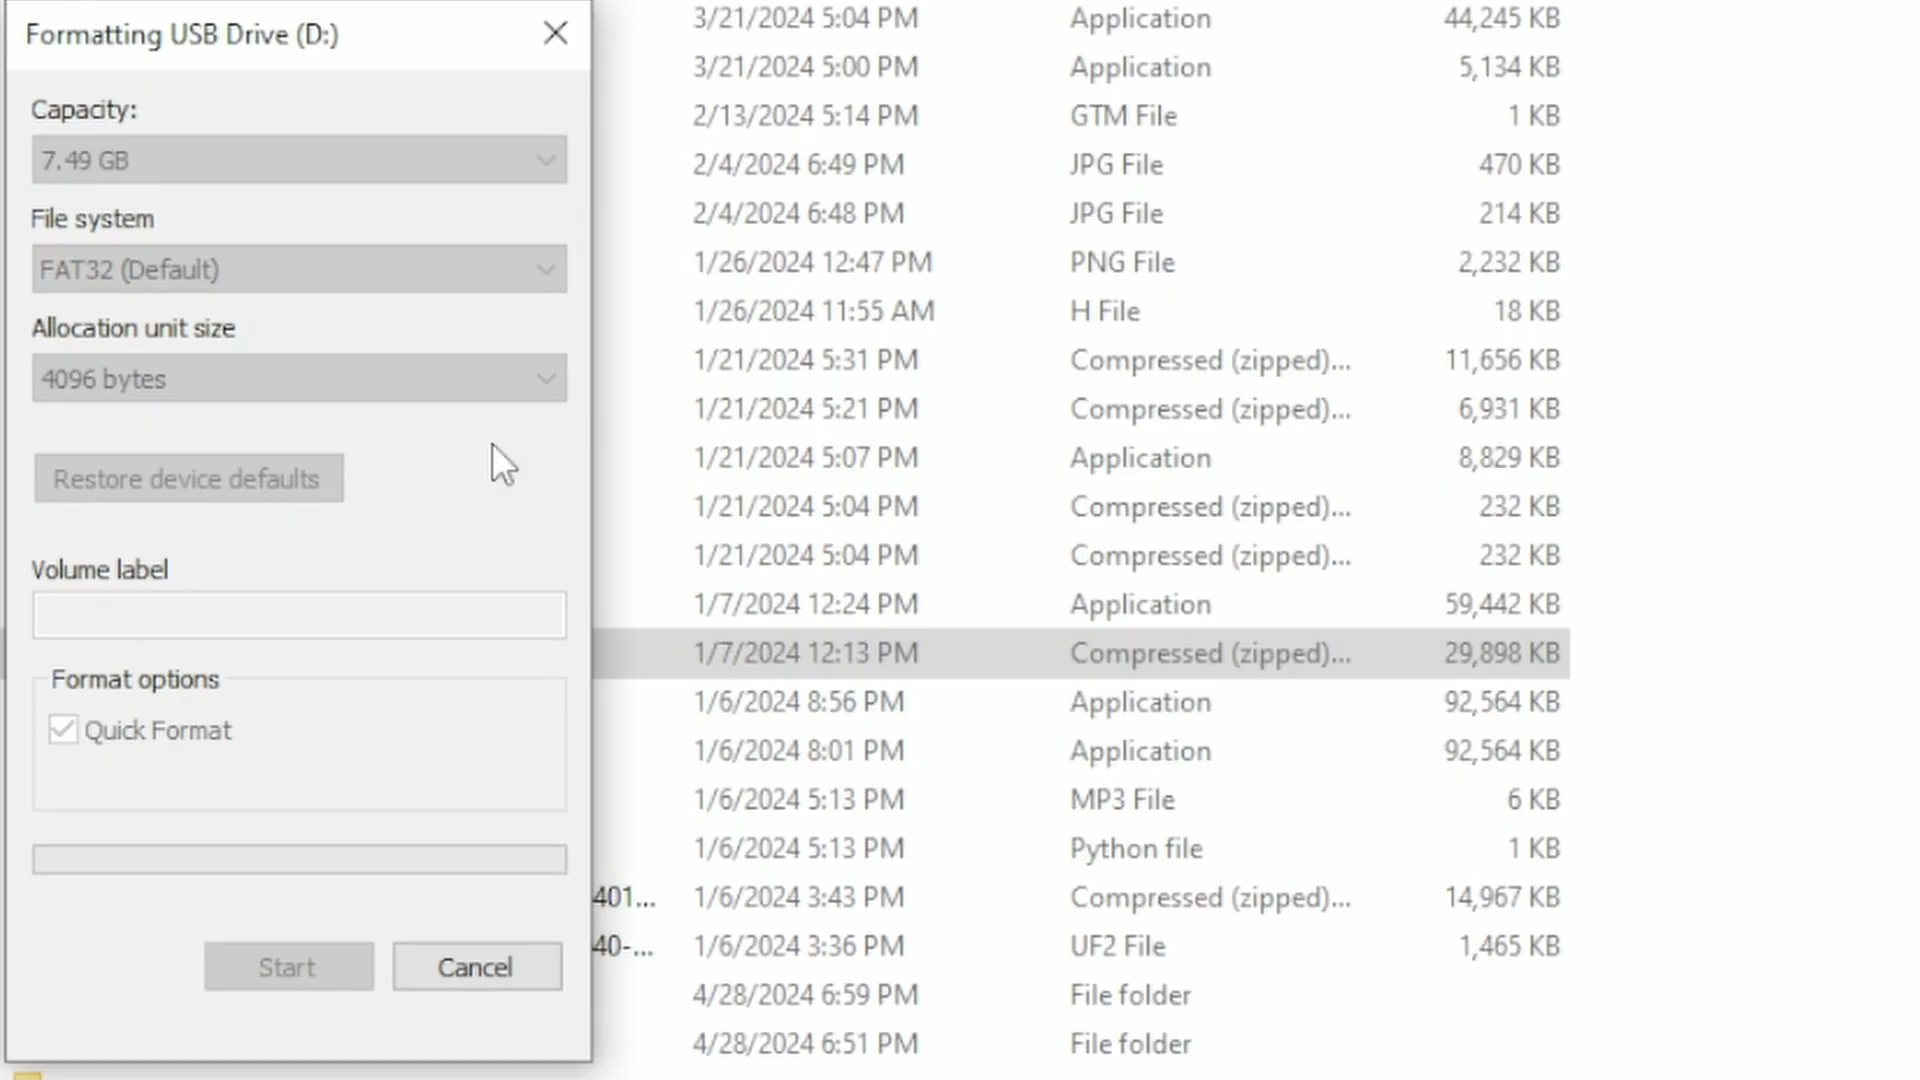 Formatting USB Drive (D:)
Capacity:
7.49 GB
File system
FAT32 (Default)
Allocation unit size
4096 bytes
Restore device defaults
Volume label
Format options
Quick Format
Start
Cancel
3/21/2024 5:04 PM Application 44,245 KB
3/21/2024 5:00 PM Application 5,134 KB
2/13/2024 5:14 PM GTM File 1 KB
2/4/2024 6:49 PM JPG File 470 KB
2/4/2024 6:48 PM JPG File 214 KB
1/26/2024 12:47 PM PNG File 2,232 KB
1/26/2024 11:55 AM H File 18 KB
1/21/2024 5:31 PM Compressed (zipped)... 11,656 KB
1/21/2024 5:21 PM Compressed (zipped)... 6,931 KB
1/21/2024 5:07 PM Application 8,829 KB
1/21/2024 5:04 PM Compressed (zipped)... 232 KB
1/21/2024 5:04 PM Compressed (zipped)... 232 KB
1/7/2024 12:24 PM Application 59,442 KB
1/7/2024 12:13 PM Compressed (zipped)... 29,898 KB
1/6/2024 8:56 PM Application 92,564 KB
1/6/2024 8:01 PM Application 92,564 KB
1/6/2024 5:13 PM MP3 File 6 KB
1/6/2024 5:13 PM Python file 1 KB
401... 1/6/2024 3:43 PM Compressed (zipped)... 14,967 KB
40-... 1/6/2024 3:36 PM UF2 File 1,465 KB
4/28/2024 6:59 PM File folder
4/28/2024 6:51 PM File folder